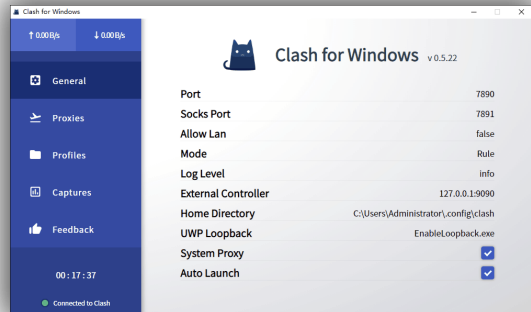 Clash for Windows
↑ 0.00 B/s ↓ 0.00 B/s
General
Proxies
Profiles
Captures
Feedback
00 : 17 : 37
Connected to Clash
Clash for Windows v 0.5.22
Port 7890
Socks Port 7891
Allow Lan false
Mode Rule
Log Level info
External Controller 127.0.0.1:9090
Home Directory C:\Users\Administrator\.config\clash
UWP Loopback EnableLoopback.exe
System Proxy
Auto Launch